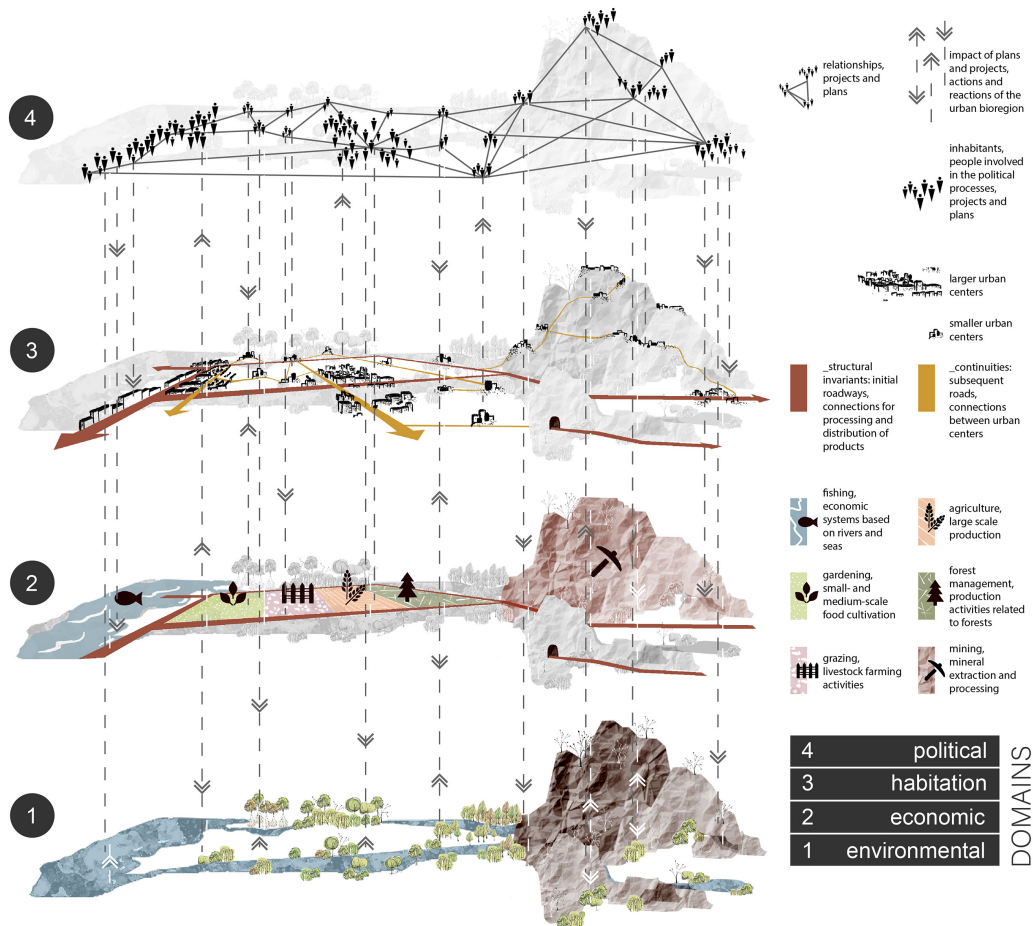 4
3
2
1
relationships,
projects and
plans
impact of plans
and projects,
actions and
reactions of the
urban bioregion
inhabitants,
people involved
in the political
processes,
projects and
plans
larger urban
centers
smaller urban
centers
_structural
invariants: initial
roadways,
connections for
processing and
distribution of
products
_continuities:
subsequent
roads,
connections
between urban
centers
fishing,
economic
systems based
on rivers and
seas
agriculture,
large scale
production
gardening,
small- and
medium-scale
food cultivation
forest
management,
production
activities related
to forests
grazing,
livestock farming
activities
mining,
mineral
extraction and
processing
4 political
3 habitation
2 economic
1 environmental
DOMAINS